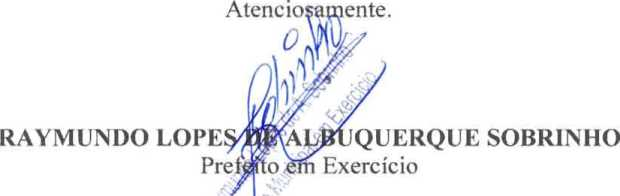 Atenciosamente.
RAYMUNDO LOPES DE ALBUQUERQUE SOBRINHO
Prefeito em Exercício